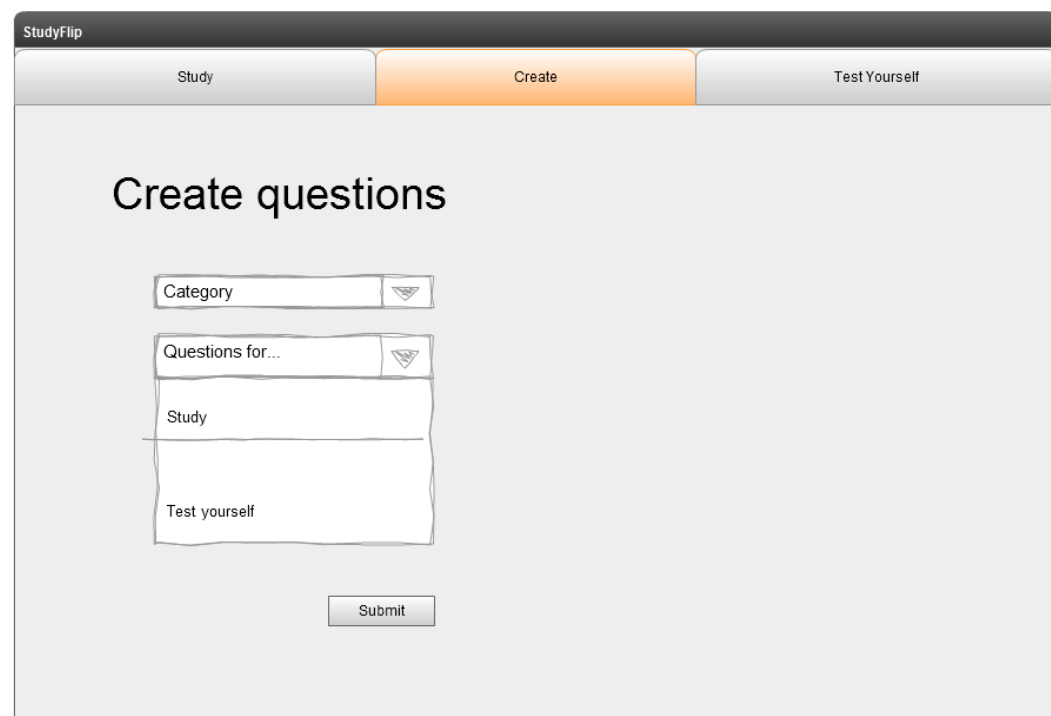 StudyFlip
Study Create Test Yourself
Create questions
Category
Questions for...
Study
Test yourself
Submit